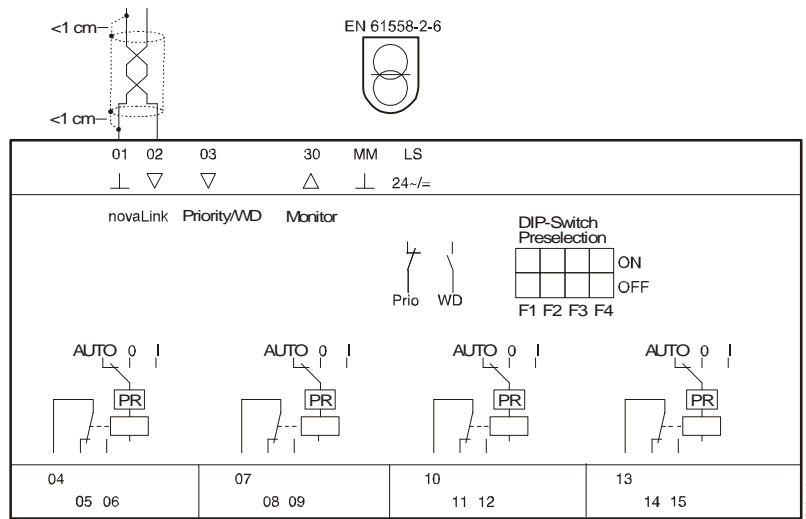 <1 cm
EN 61558-2-6
<1 cm
01 02 03 30 MM LS
24~/=
novaLink Priority/WD Monitor
DIP-Switch
Preselection
ON
OFF
Prio WD
F1 F2 F3 F4
AUTO 0 I AUTO 0 I AUTO 0 I AUTO 0 I
PR PR PR PR
04 07 10 13
05 06 08 09 11 12 14 15